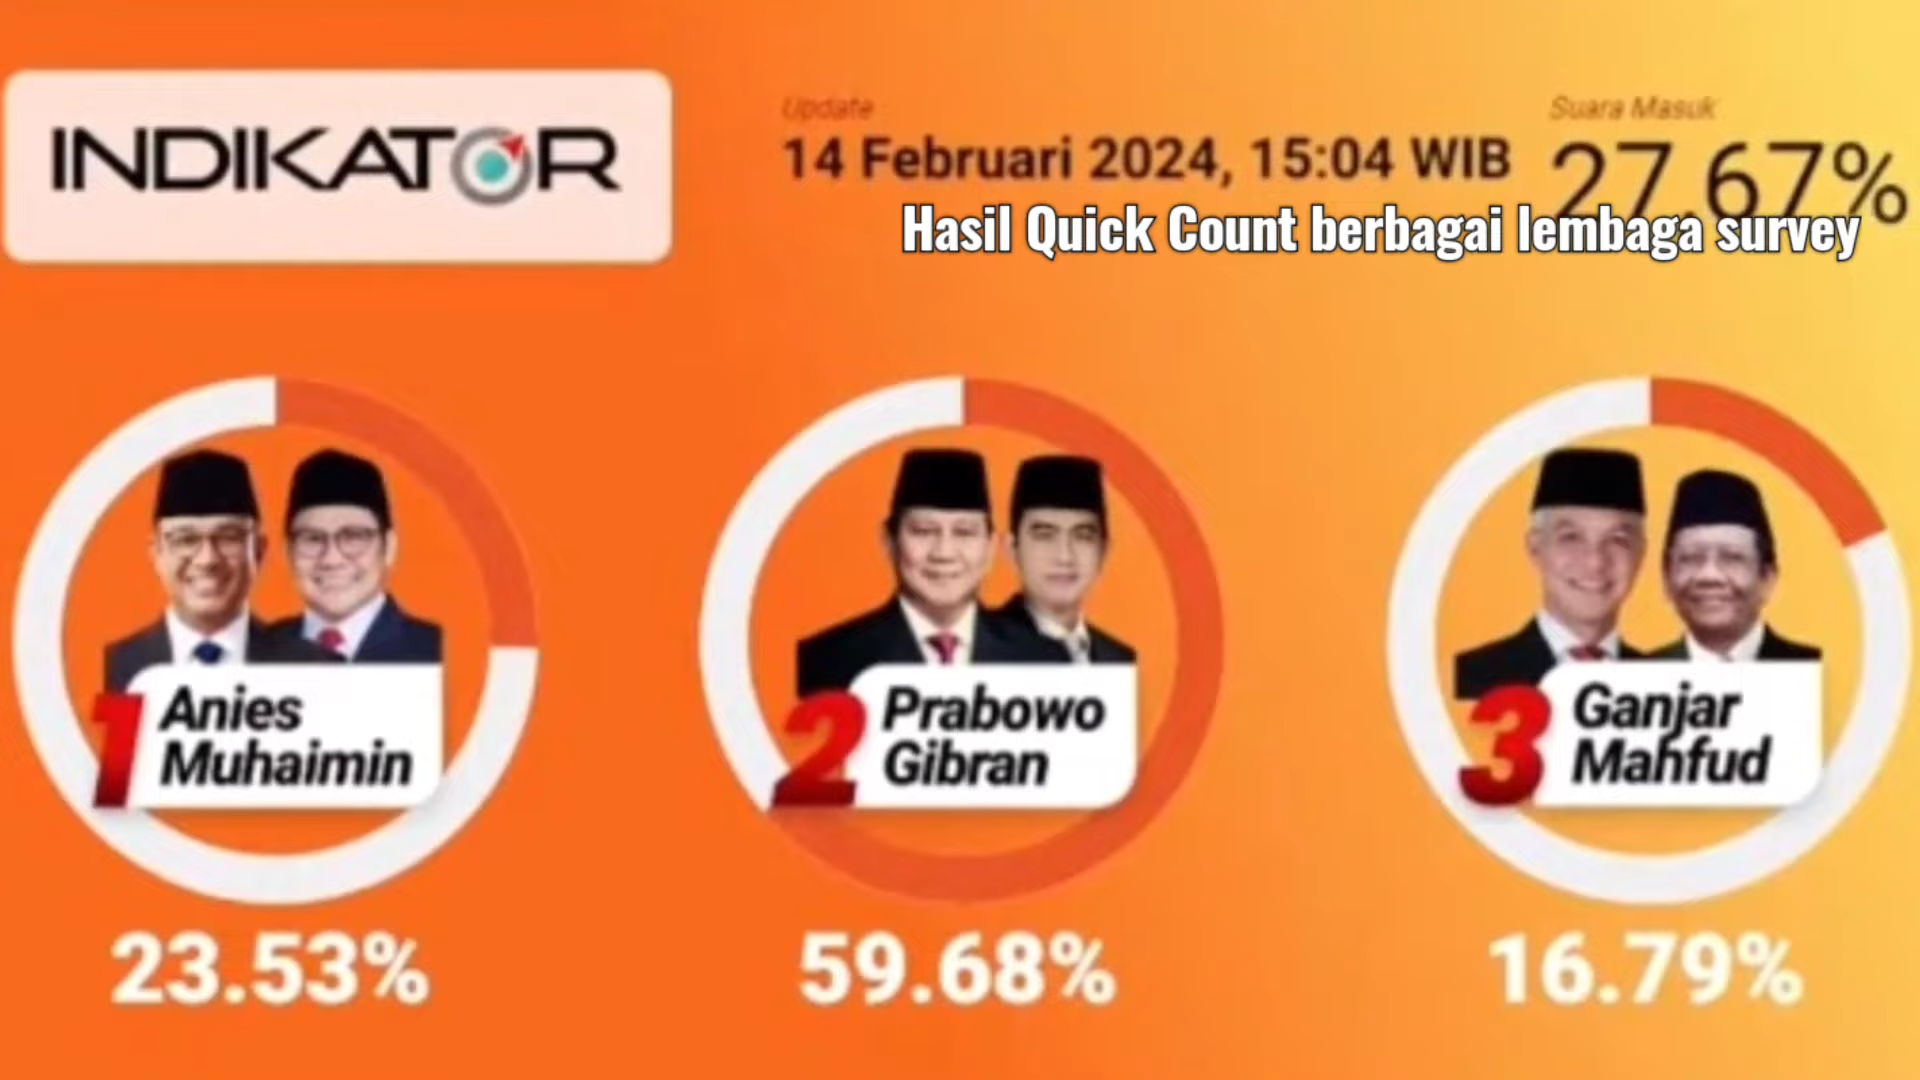 INDIKATOR
Update
14 Februari 2024, 15:04 WIB
Suara Masuk
27.67%
Hasil Quick Count berbagai lembaga survey
1 Anies
Muhaimin
23.53%
2 Prabowo
Gibran
59.68%
3 Ganjar
Mahfud
16.79%